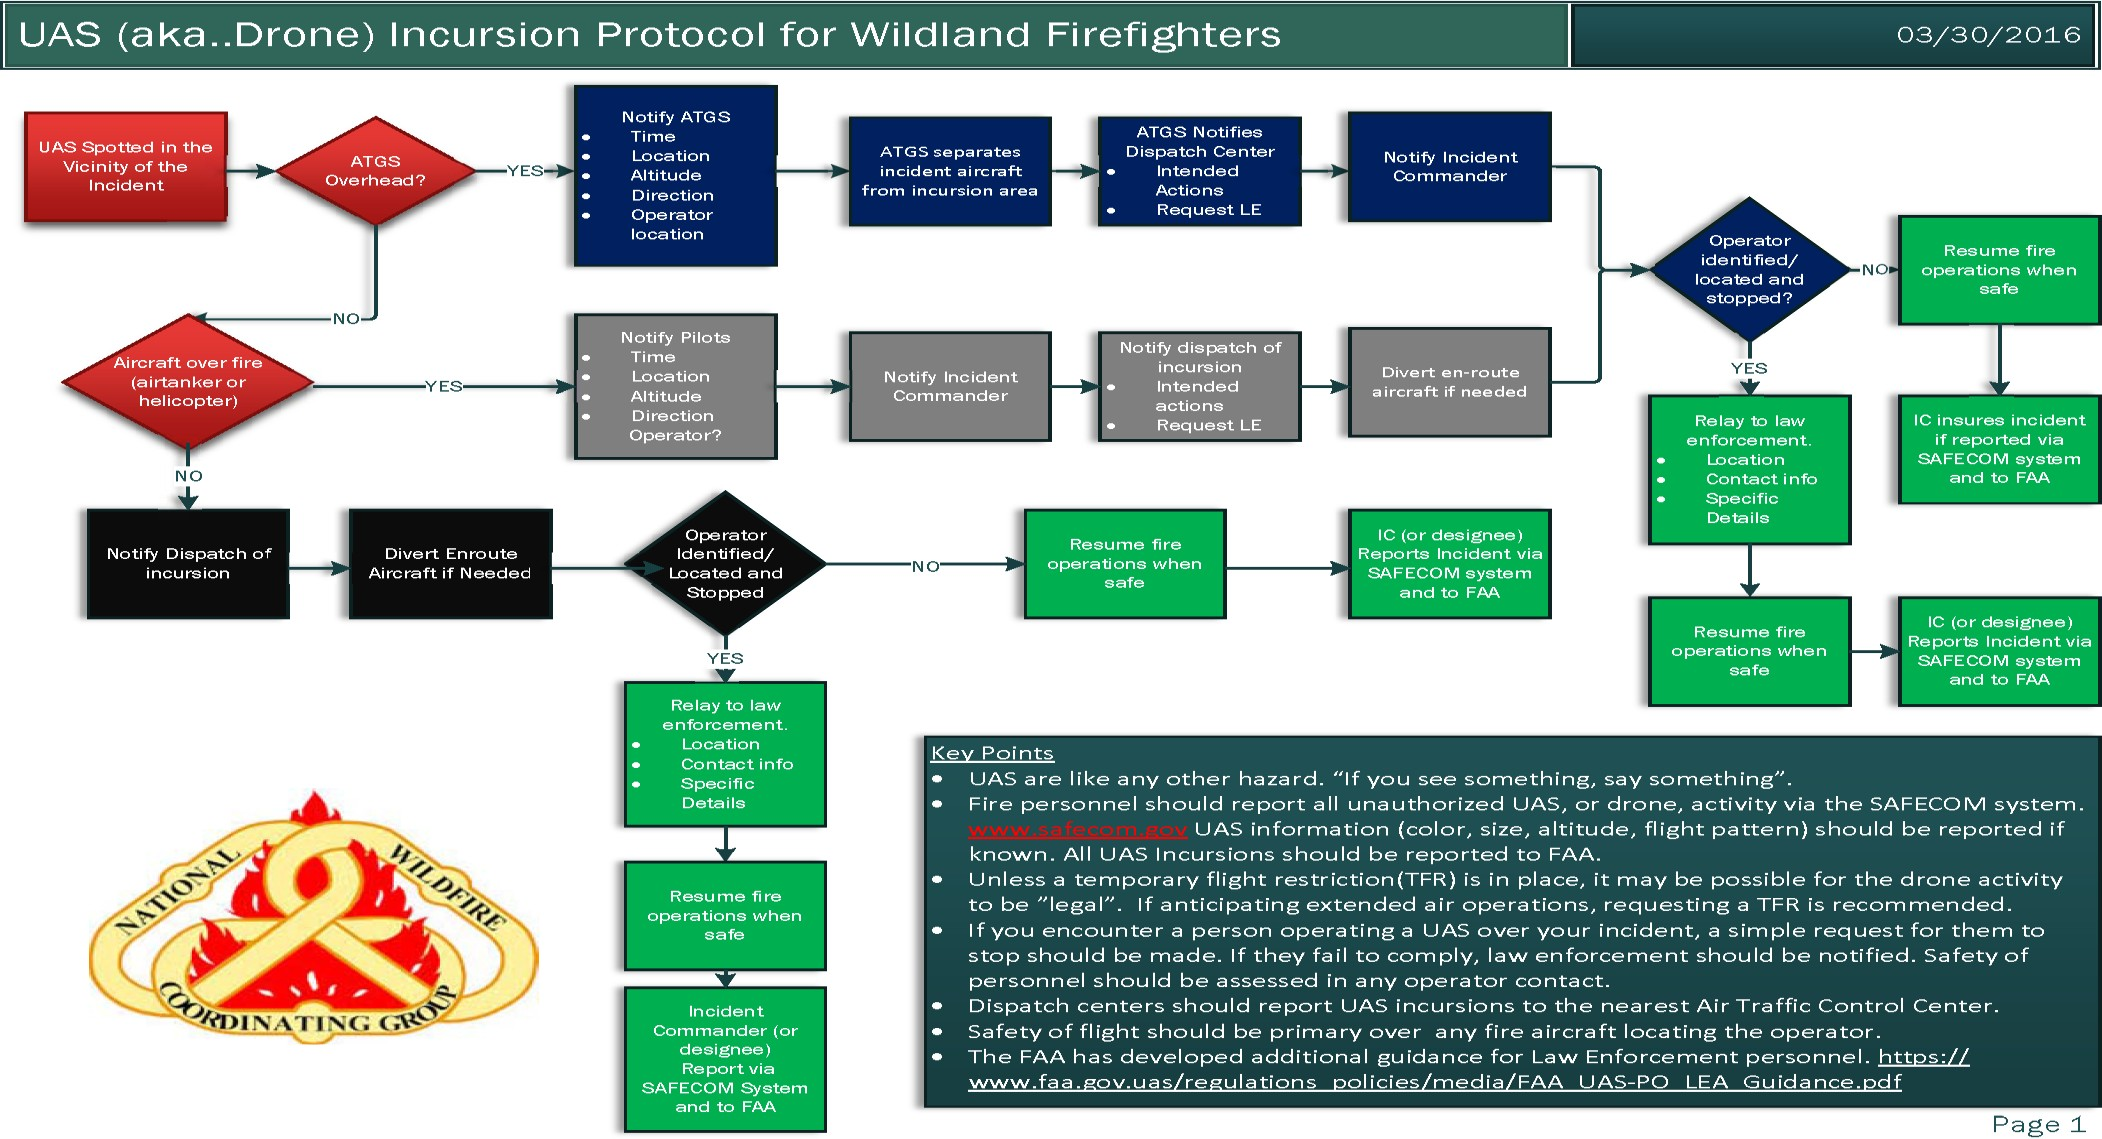 UAS (aka..Drone) Incursion Protocol for Wildland Firefighters
03/30/2016
UAS Spotted in the
Vicinity of the
Incident
ATGS
Overhead?
YES
Notify ATGS
• Time
• Location
• Altitude
• Direction
• Operator
location
ATGS separates
incident aircraft
from incursion area
ATGS Notifies
Dispatch Center
• Intended
Actions
• Request LE
Notify Incident
Commander
Operator
identified/
located and
stopped?
NO
Resume fire
operations when
safe
IC insures incident
if reported via
SAFECOM system
and to FAA
YES
Relay to law
enforcement.
• Location
• Contact info
• Specific
Details
Resume fire
operations when
safe
IC (or designee)
Reports Incident via
SAFECOM system
and to FAA
NO
Aircraft over fire
(airtanker or
helicopter)
YES
Notify Pilots
• Time
• Location
• Altitude
• Direction
Operator?
Notify Incident
Commander
Notify dispatch of
incursion
• Intended
actions
• Request LE
Divert en-route
aircraft if needed
NO
Notify Dispatch of
incursion
Divert Enroute
Aircraft if Needed
Operator
Identified/
Located and
Stopped
NO
Resume fire
operations when
safe
IC (or designee)
Reports Incident via
SAFECOM system
and to FAA
YES
Relay to law
enforcement.
• Location
• Contact info
• Specific
Details
Resume fire
operations when
safe
Incident
Commander (or
designee)
Report via
SAFECOM System
and to FAA
NATIONAL
WILDFIRE
COORDINATING GROUP
Key Points
• UAS are like any other hazard. “If you see something, say something”.
• Fire personnel should report all unauthorized UAS, or drone, activity via the SAFECOM system.
www.safecom.gov UAS information (color, size, altitude, flight pattern) should be reported if
known. All UAS Incursions should be reported to FAA.
• Unless a temporary flight restriction(TFR) is in place, it may be possible for the drone activity
to be ”legal”.  If anticipating extended air operations, requesting a TFR is recommended.
• If you encounter a person operating a UAS over your incident, a simple request for them to
stop should be made. If they fail to comply, law enforcement should be notified. Safety of
personnel should be assessed in any operator contact.
• Dispatch centers should report UAS incursions to the nearest Air Traffic Control Center.
• Safety of flight should be primary over  any fire aircraft locating the operator.
• The FAA has developed additional guidance for Law Enforcement personnel. https://
www.faa.gov.uas/regulations_policies/media/FAA_UAS-PO_LEA_Guidance.pdf
Page 1